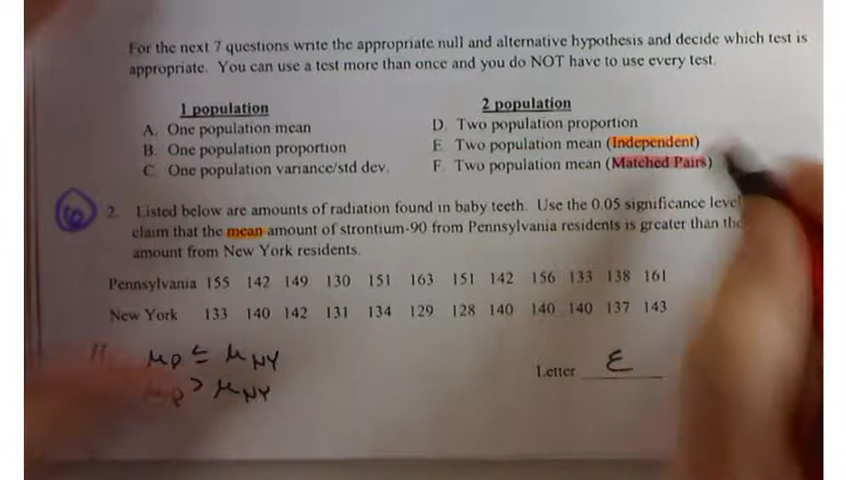 For the next 7 questions write the appropriate null and alternative hypothesis and decide which test is
appropriate. You can use a test more than once and you do NOT have to use every test.
1 population
A. One population mean
B. One population proportion
C. One population variance/std dev.
2 population
D. Two population proportion
E. Two population mean (Independent)
F. Two population mean (Matched Pairs)
6
2. Listed below are amounts of radiation found in baby teeth. Use the 0.05 significance level
claim that the mean amount of strontium-90 from Pennsylvania residents is greater than the
amount from New York residents.
Pennsylvania 155 142 149 130 151 163 151 142 156 133 138 161
New York 133 140 142 131 134 129 128 140 140 140 137 143
μP ≤ μNY
μP > μNY
Letter E